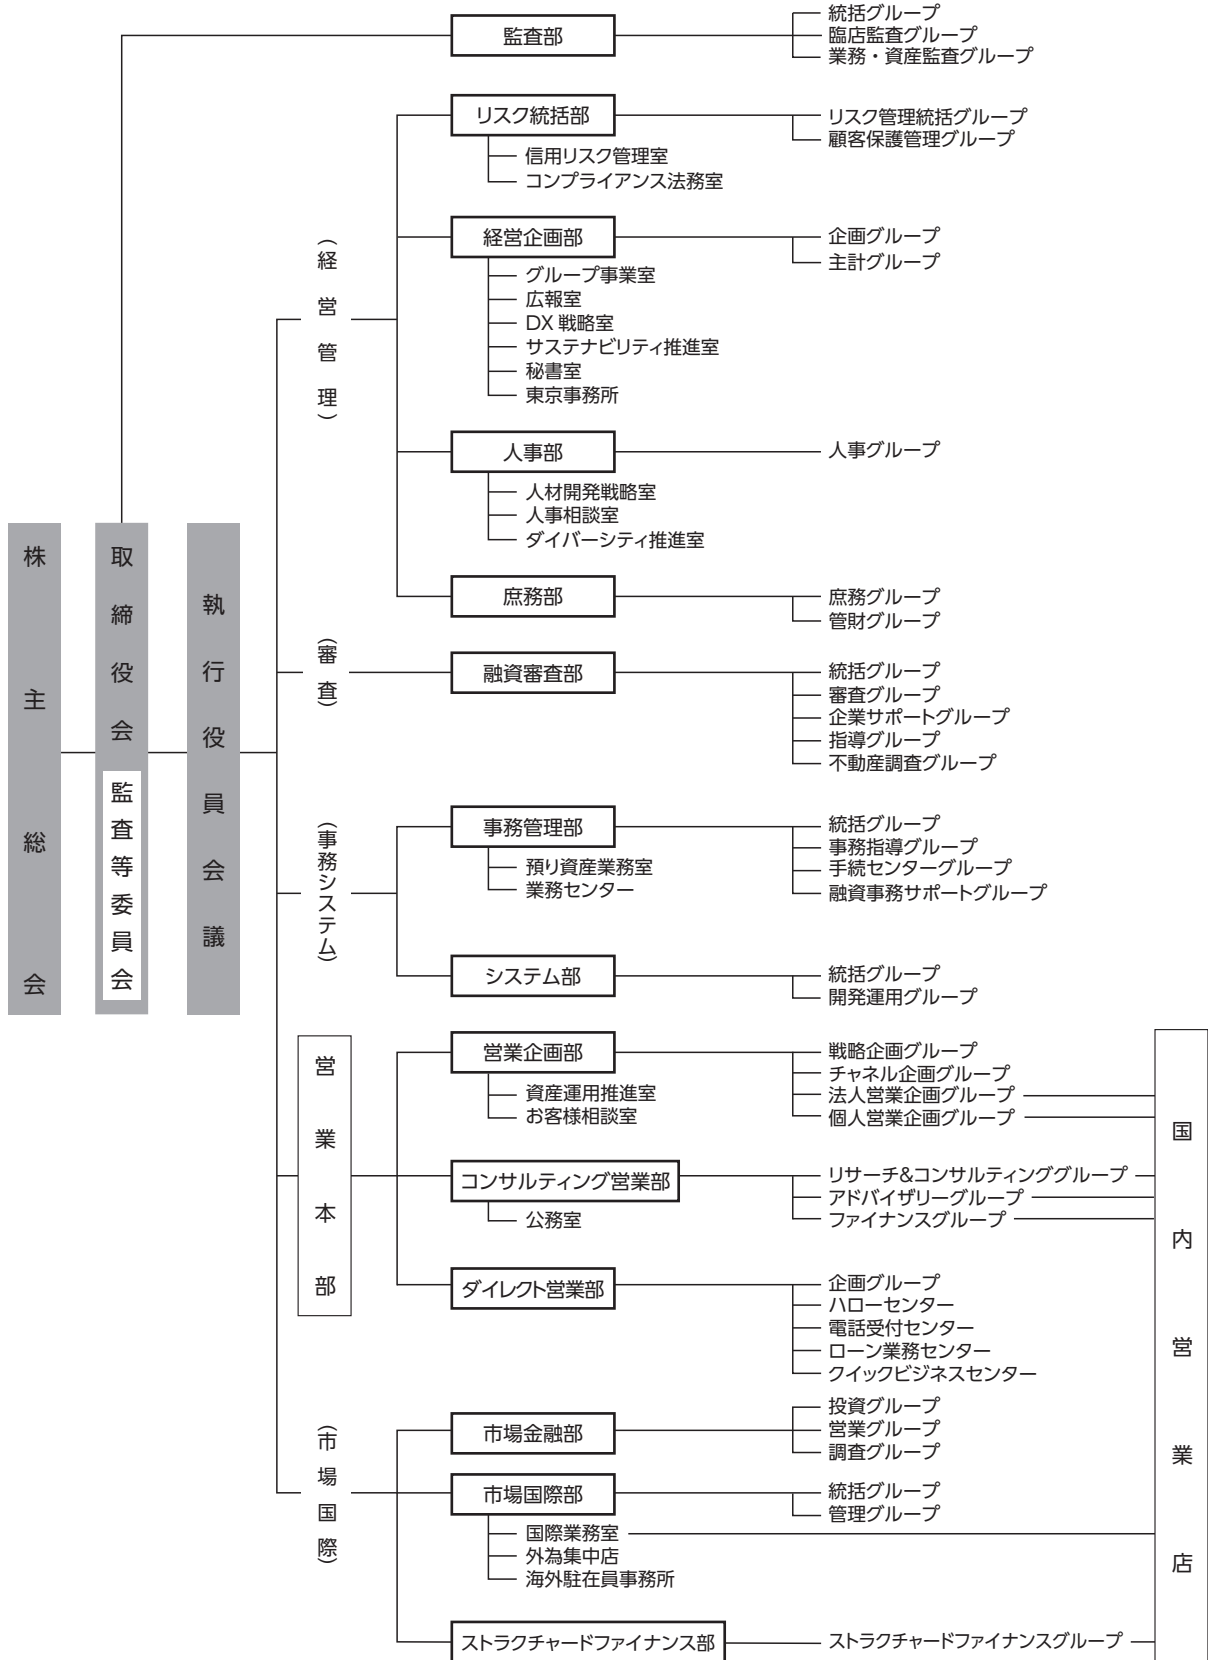 株主総会
取締役会
監査等委員会
執行役員会議
監査部
統括グループ
臨店監査グループ
業務・資産監査グループ
(経営管理)
リスク統括部
信用リスク管理室
コンプライアンス法務室
リスク管理統括グループ
顧客保護管理グループ
経営企画部
グループ事業室
広報室
DX 戦略室
サステナビリティ推進室
秘書室
東京事務所
企画グループ
主計グループ
人事部
人材開発戦略室
人事相談室
ダイバーシティ推進室
人事グループ
庶務部
庶務グループ
管財グループ
(審査)
融資審査部
統括グループ
審査グループ
企業サポートグループ
指導グループ
不動産調査グループ
(事務システム)
事務管理部
預り資産業務室
業務センター
統括グループ
事務指導グループ
手続センターグループ
融資事務サポートグループ
システム部
統括グループ
開発運用グループ
営業本部
営業企画部
資産運用推進室
お客様相談室
戦略企画グループ
チャネル企画グループ
法人営業企画グループ
個人営業企画グループ
コンサルティング営業部
公務室
リサーチ&コンサルティンググループ
アドバイザリーグループ
ファイナンスグループ
ダイレクト営業部
企画グループ
ハローセンター
電話受付センター
ローン業務センター
クイックビジネスセンター
(市場国際)
市場金融部
投資グループ
営業グループ
調査グループ
市場国際部
国際業務室
外為集中店
海外駐在員事務所
統括グループ
管理グループ
ストラクチャードファイナンス部
ストラクチャードファイナンスグループ
国内営業店